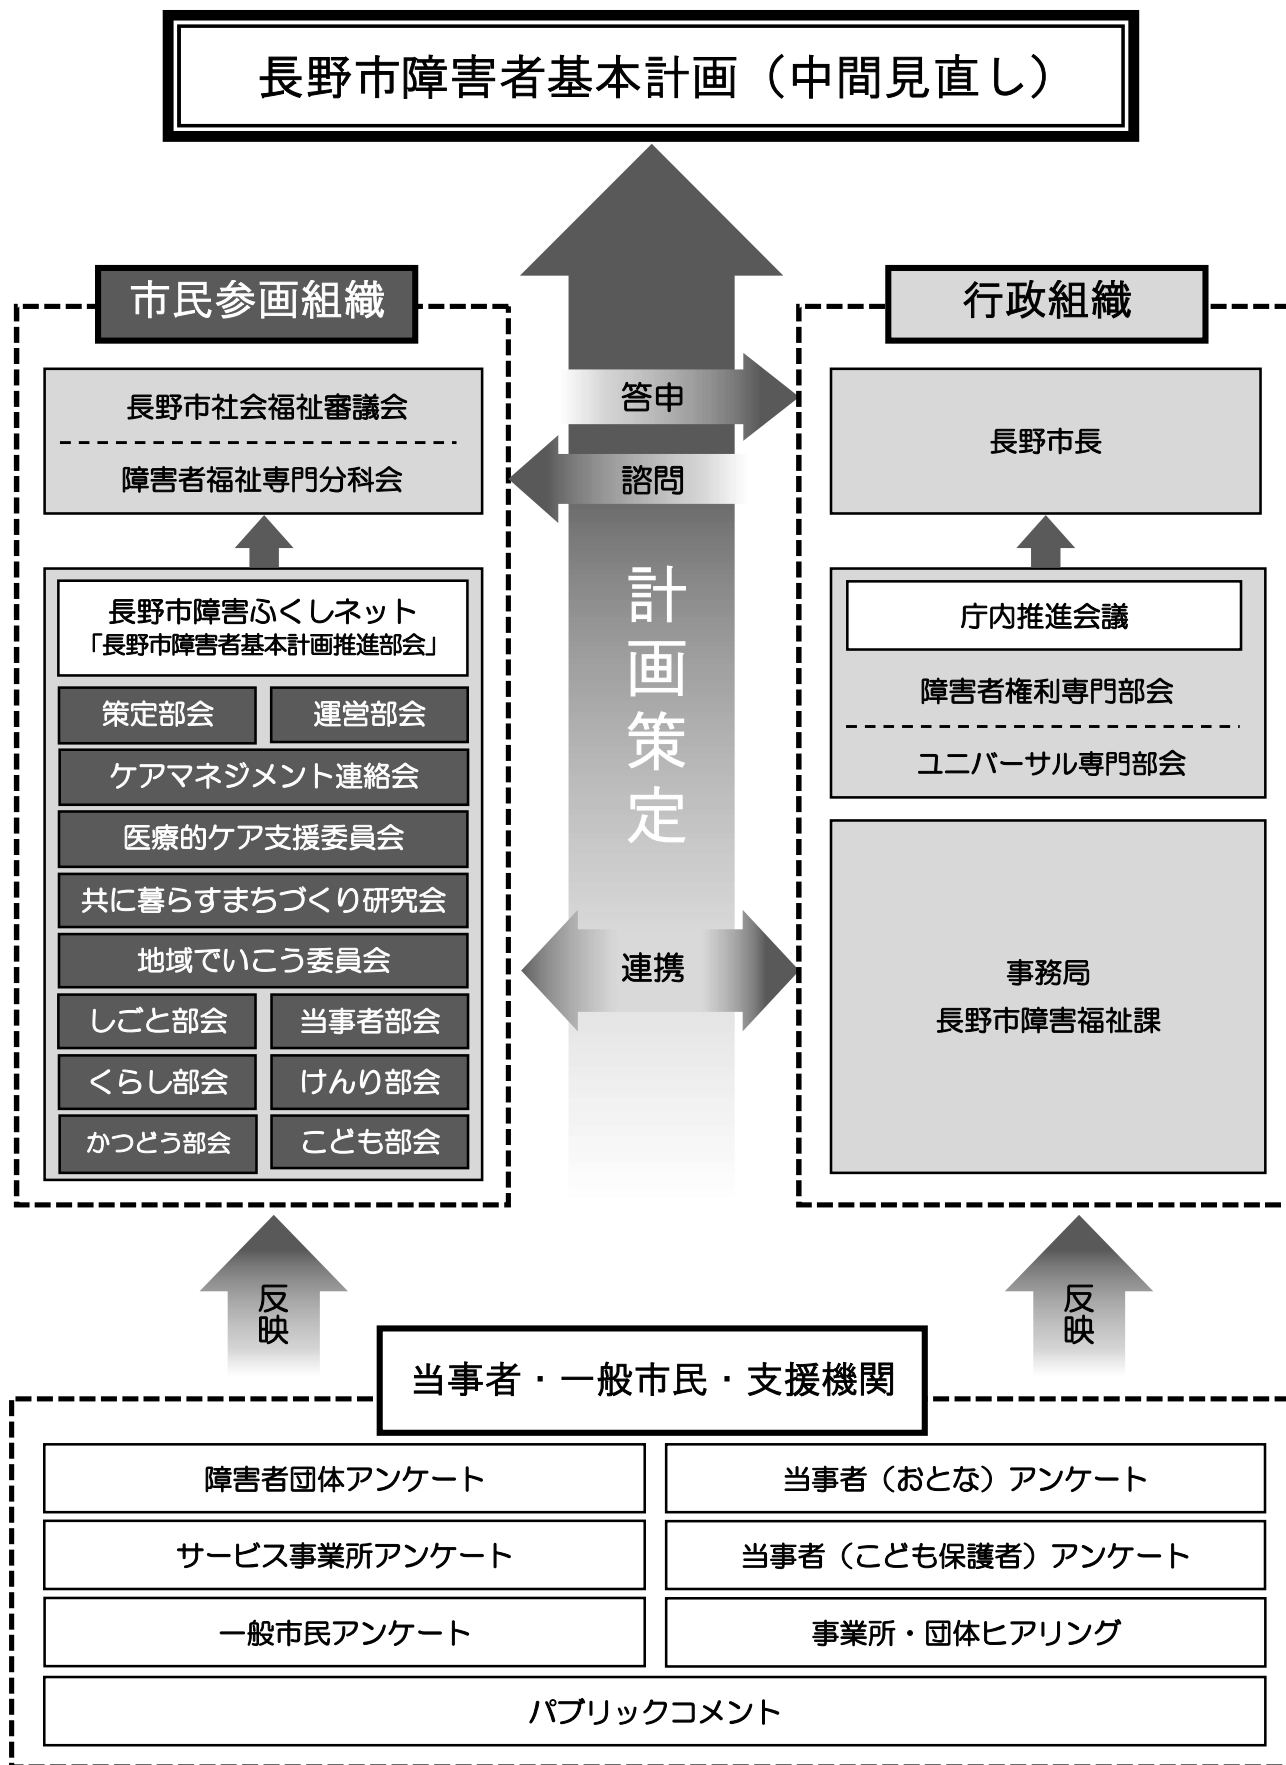 長野市障害者基本計画（中間見直し）
市民参画組織
長野市社会福祉審議会
障害者福祉専門分科会
長野市障害ふくしネット
「長野市障害者基本計画推進部会」
策定部会
運営部会
ケアマネジメント連絡会
医療的ケア支援委員会
共に暮らすまちづくり研究会
地域でいこう委員会
しごと部会
当事者部会
くらし部会
けんり部会
かつどう部会
こども部会
答申
諮問
計画策定
連携
行政組織
長野市長
庁内推進会議
障害者権利専門部会
ユニバーサル専門部会
事務局
長野市障害福祉課
反映
反映
当事者・一般市民・支援機関
障害者団体アンケート
当事者（おとな）アンケート
サービス事業所アンケート
当事者（こども保護者）アンケート
一般市民アンケート
事業所・団体ヒアリング
パブリックコメント